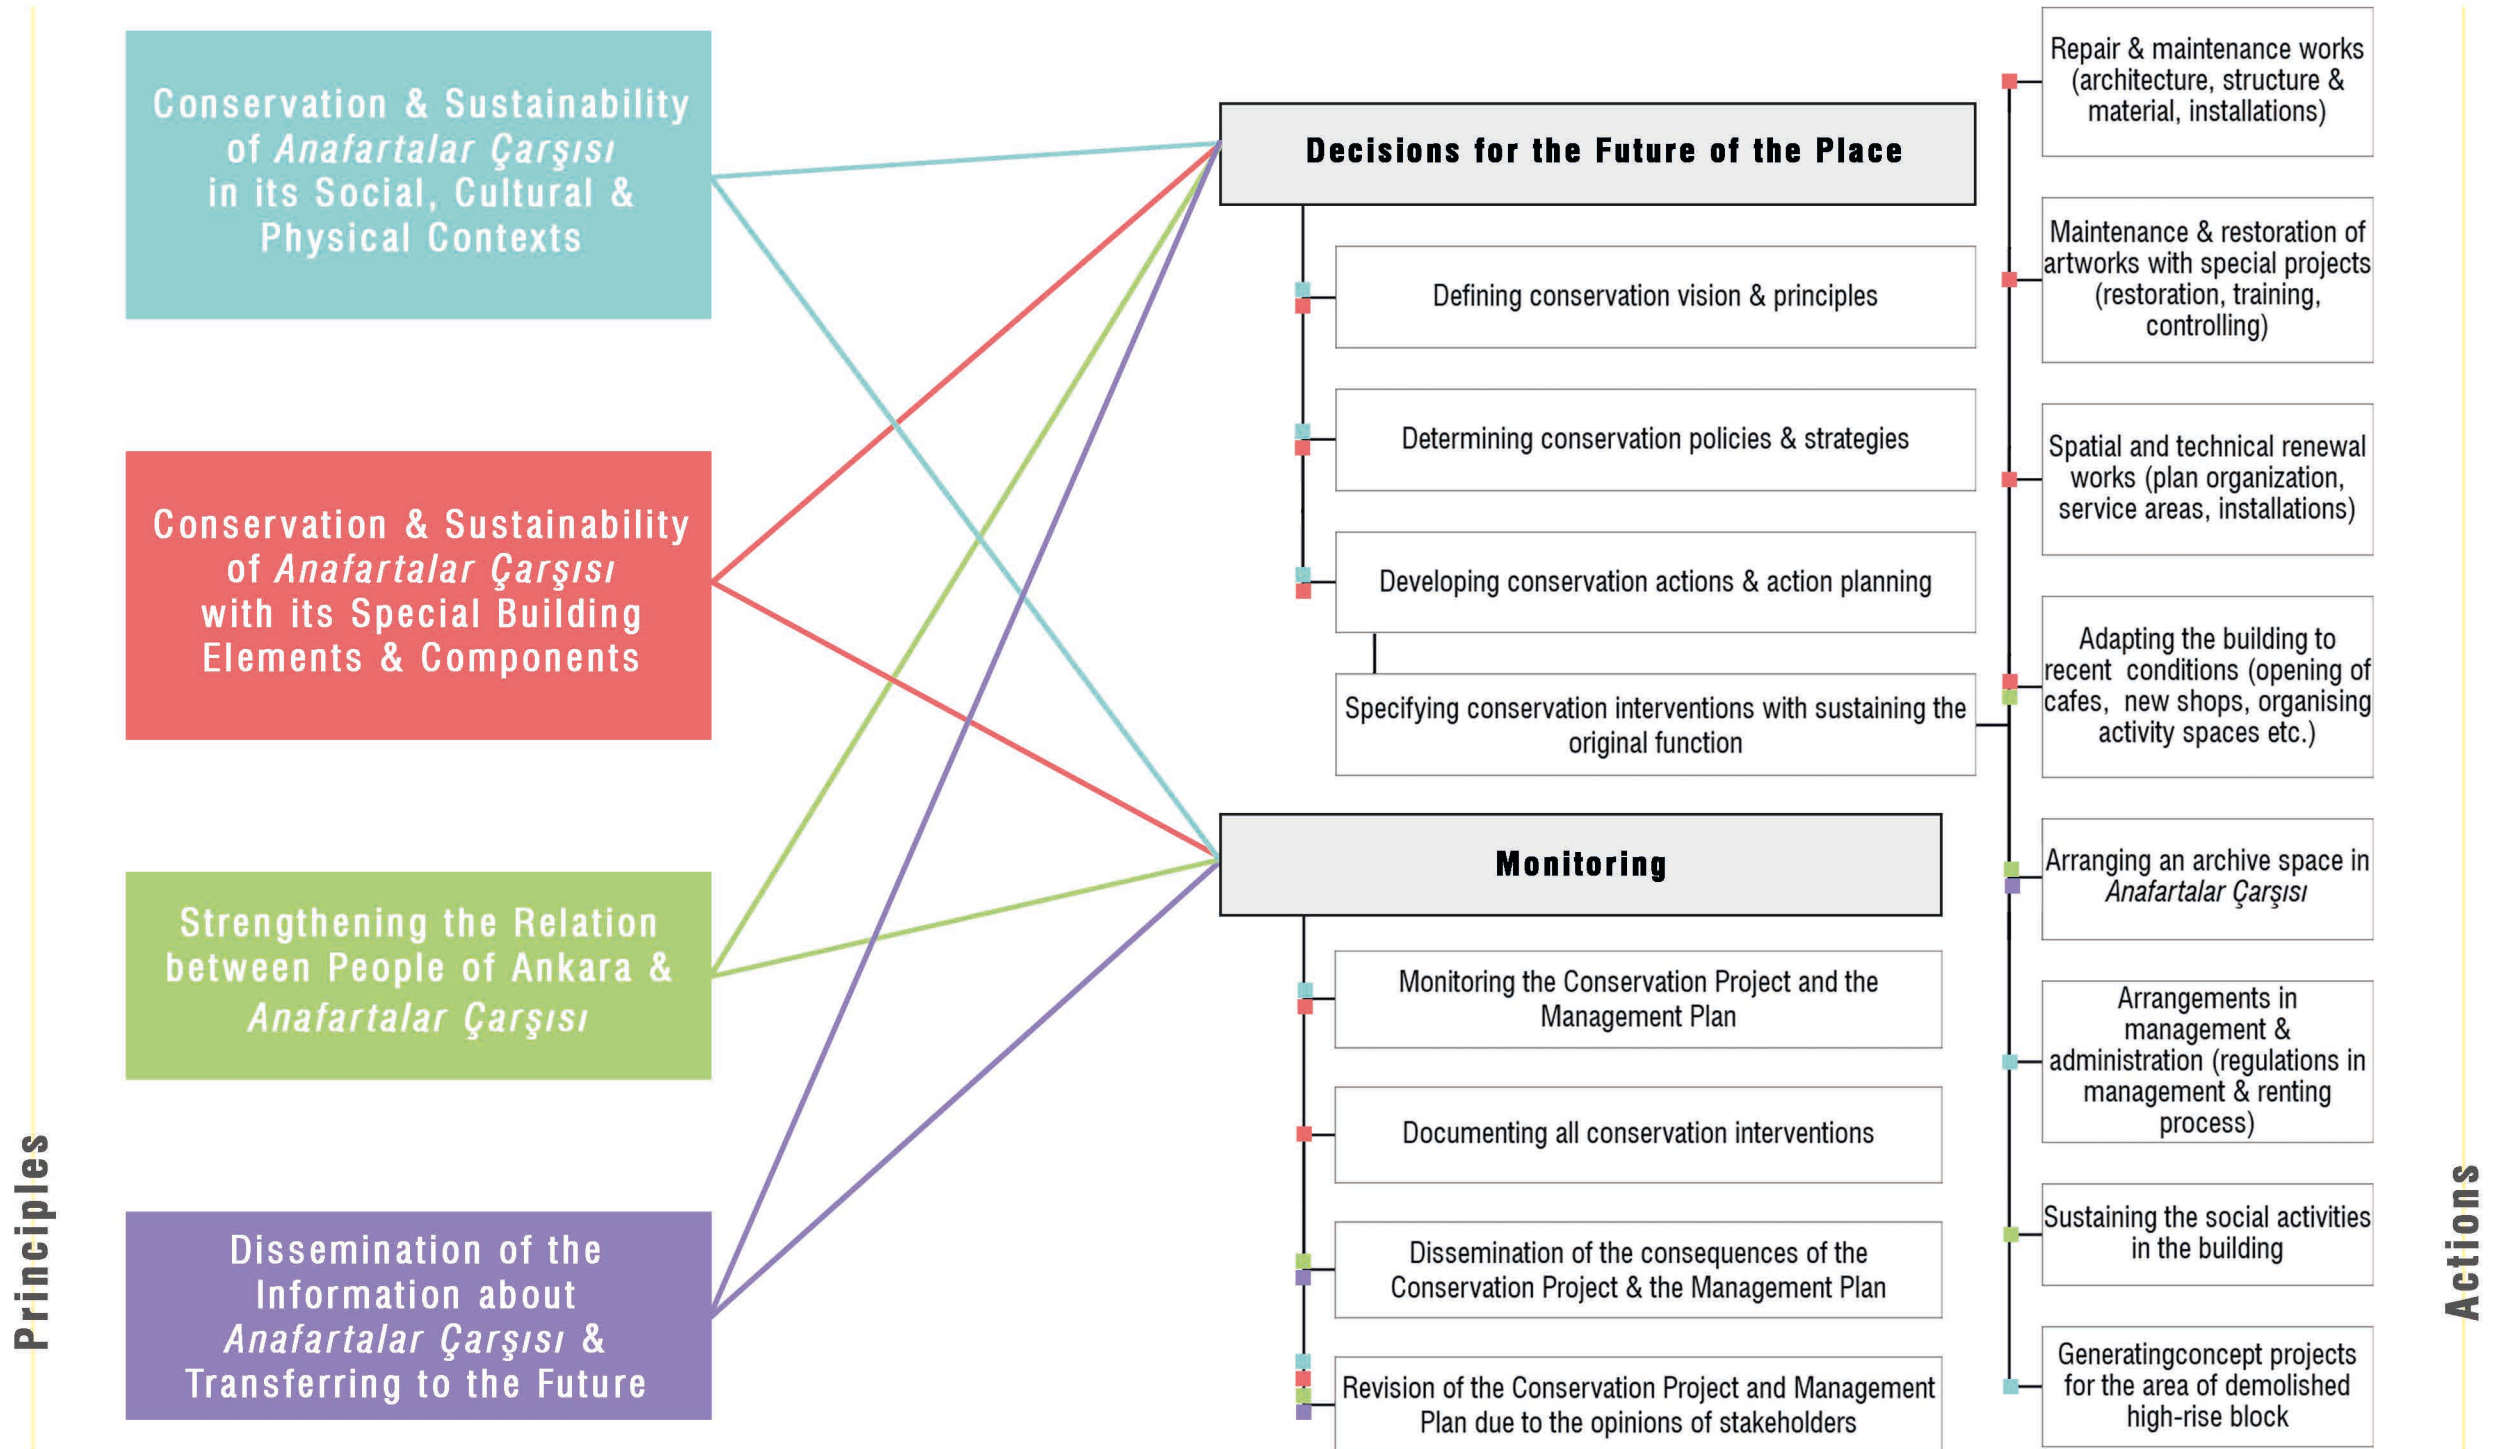 Principles
Conservation & Sustainability
of Anafartalar Çarşısı
in its Social, Cultural &
Physical Contexts
Conservation & Sustainability
of Anafartalar Çarşısı
with its Special Building
Elements & Components
Strengthening the Relation
between People of Ankara &
Anafartalar Çarşısı
Dissemination of the
Information about
Anafartalar Çarşısı &
Transferring to the Future
Decisions for the Future of the Place
Defining conservation vision & principles
Determining conservation policies & strategies
Developing conservation actions & action planning
Specifying conservation interventions with sustaining the
original function
Monitoring
Monitoring the Conservation Project and the
Management Plan
Documenting all conservation interventions
Dissemination of the consequences of the
Conservation Project & the Management Plan
Revision of the Conservation Project and Management
Plan due to the opinions of stakeholders
Repair & maintenance works
(architecture, structure &
material, installations)
Maintenance & restoration of
artworks with special projects
(restoration, training,
controlling)
Spatial and technical renewal
works (plan organization,
service areas, installations)
Adapting the building to
recent conditions (opening of
cafes, new shops, organising
activity spaces etc.)
Arranging an archive space in
Anafartalar Çarşısı
Arrangements in
management &
administration (regulations in
management & renting
process)
Sustaining the social activities
in the building
Generatingconcept projects
for the area of demolished
high-rise block
Actions